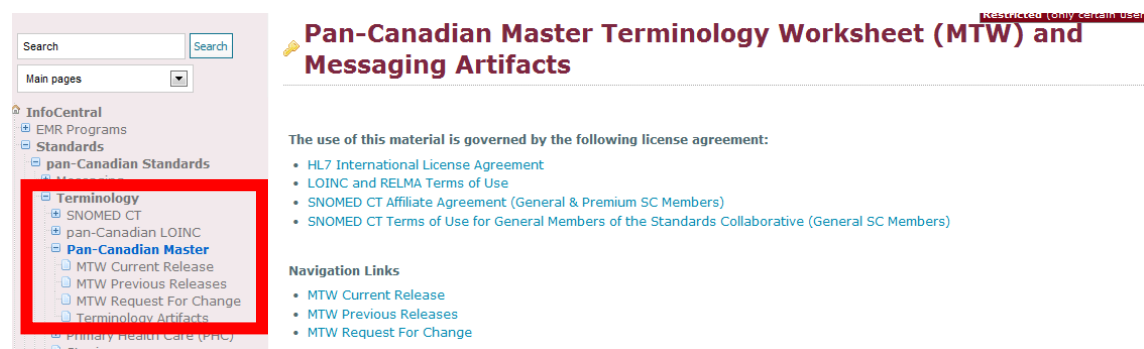 Restricted (only certain user
Search
Search
Main pages
InfoCentral
EMR Programs
Standards
pan-Canadian Standards
Messaging
Terminology
SNOMED CT
pan-Canadian LOINC
Pan-Canadian Master
MTW Current Release
MTW Previous Releases
MTW Request For Change
Terminology Artifacts
Primary Health Care (PHC)
Pan-Canadian Master Terminology Worksheet (MTW) and
Messaging Artifacts
The use of this material is governed by the following license agreement:
• HL7 International License Agreement
• LOINC and RELMA Terms of Use
• SNOMED CT Affiliate Agreement (General & Premium SC Members)
• SNOMED CT Terms of Use for General Members of the Standards Collaborative (General SC Members)
Navigation Links
• MTW Current Release
• MTW Previous Releases
• MTW Request For Change